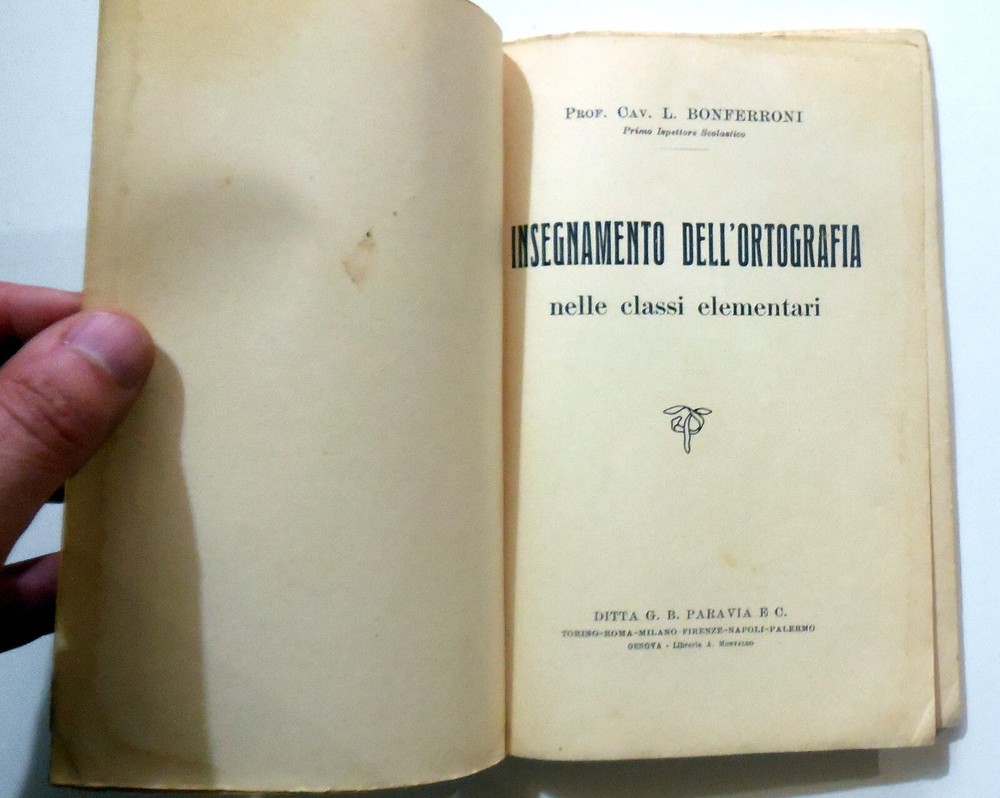 PROF. CAV. L. BONFERRONI
Primo Ispettore Scolastico
INSEGNAMENTO DELL'ORTOGRAFIA
nelle classi elementari
DITTA G. B. PARAVIA E C.
TORINO-ROMA-MILANO-FIRENZE-NAPOLI-PALERMO
GENOVA - Libreria A. MONTALDO